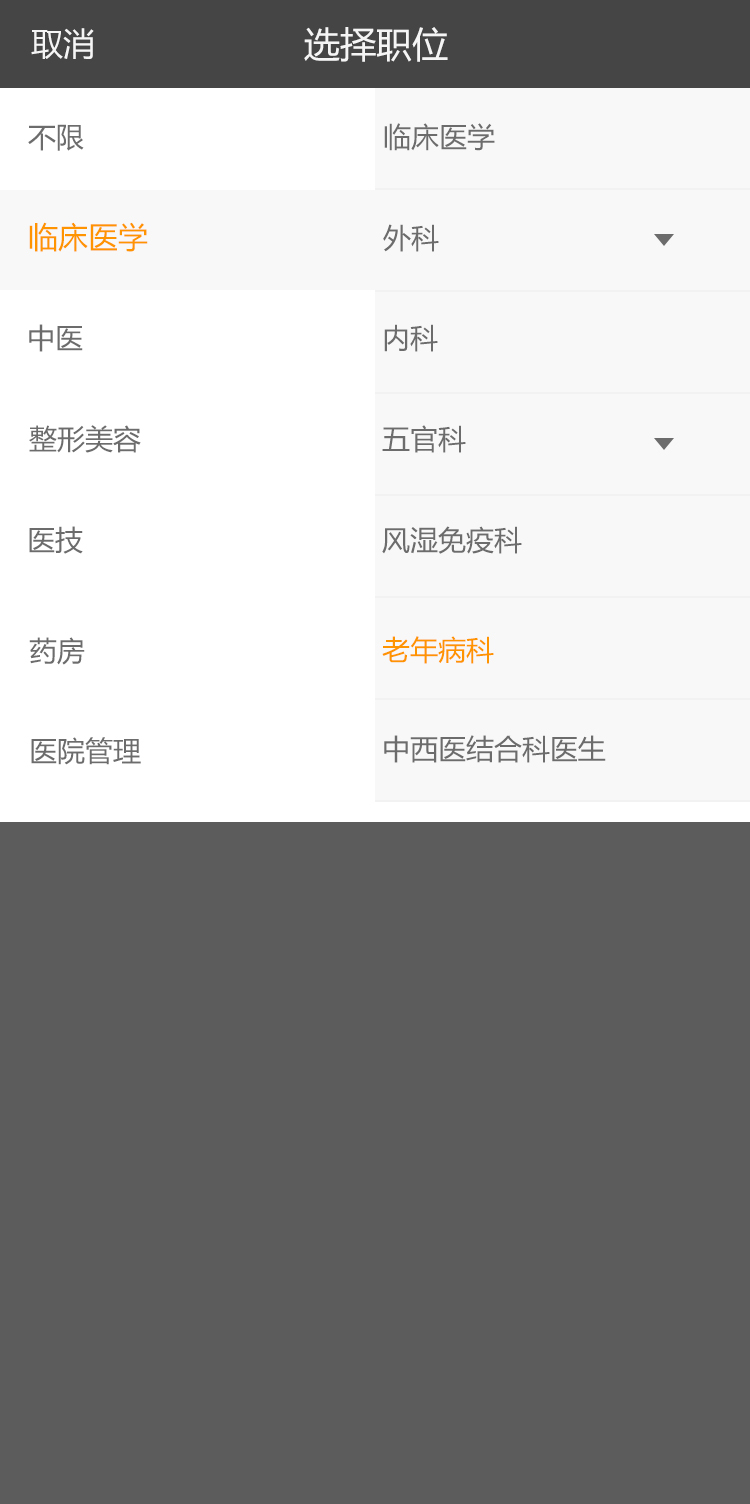 取消 选择职位
不限
临床医学
中医
整形美容
医技
药房
医院管理
临床医学
外科
内科
五官科
风湿免疫科
老年病科
中西医结合科医生